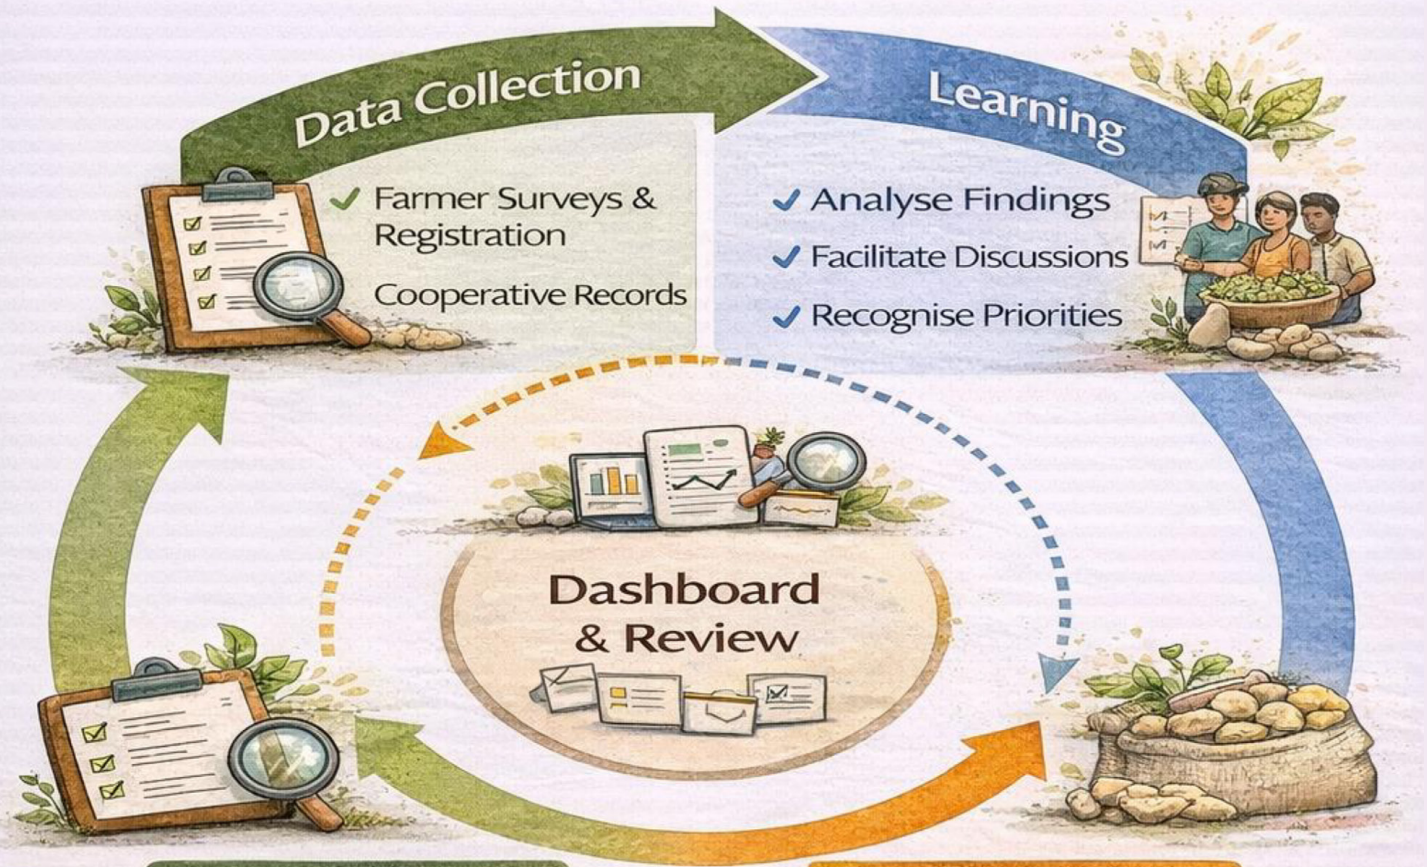 Data Collection
Learning
Farmer Surveys &
Registration
Cooperative Records
Analyse Findings
Facilitate Discussions
Recognise Priorities
Dashboard
& Review